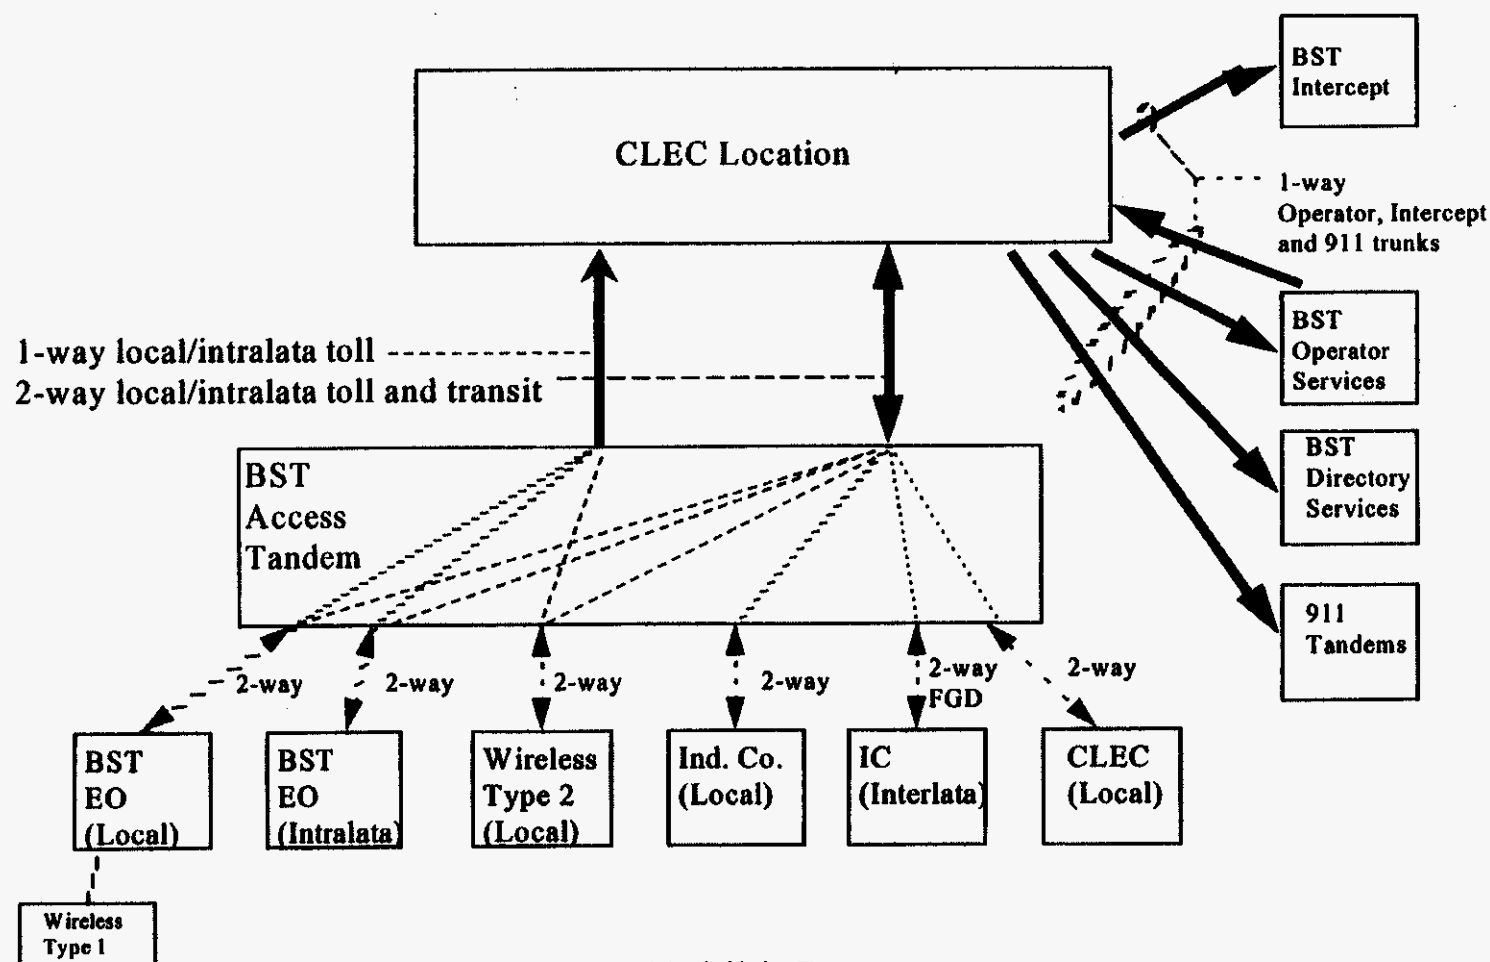 BST
Intercept
CLEC Location
1-way
Operator, Intercept
and 911 trunks
BST
Operator
Services
1-way local/intralata toll
2-way local/intralata toll and transit
BST
Directory
Services
BST
Access
Tandem
911
Tandems
2-way
2-way
2-way
2-way
2-way
FGD
2-way
BST
EO
(Local)
BST
EO
(Intralata)
Wireless
Type 2
(Local)
Ind. Co.
(Local)
IC
(Interlata)
CLEC
(Local)
Wireless
Type 1